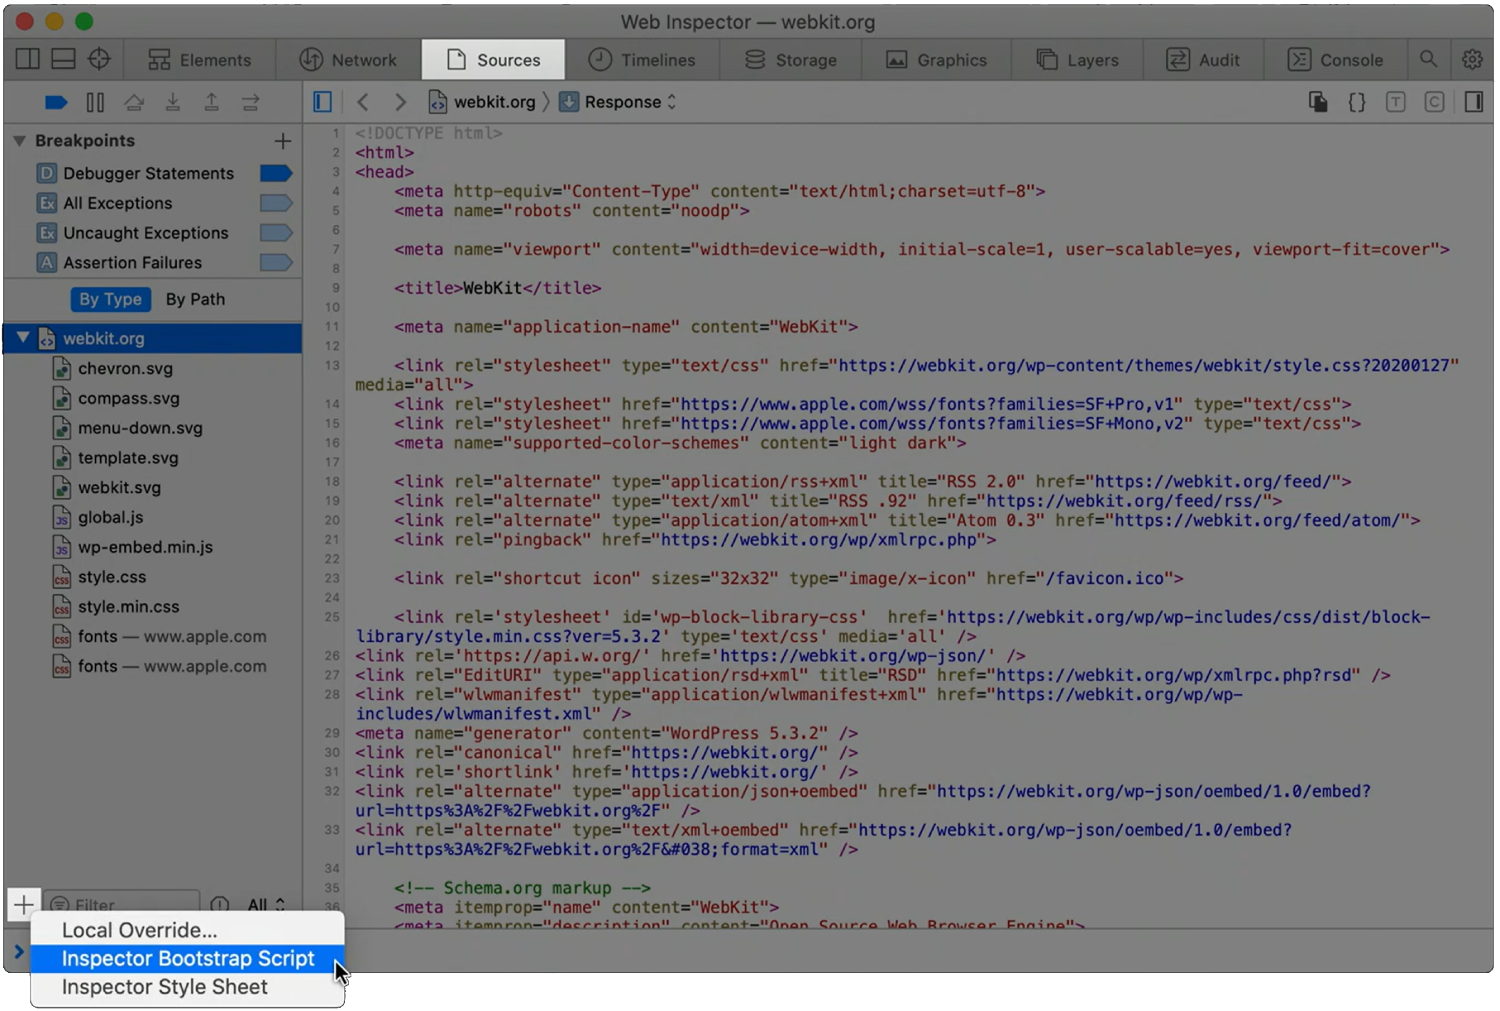 Web Inspector — webkit.org
Elements
Network
Sources
Timelines
Storage
Graphics
Layers
Audit
Console
webkit.org
Response
T
C
Breakpoints
D Debugger Statements
Ex All Exceptions
Ex Uncaught Exceptions
A Assertion Failures
By Type By Path
webkit.org
chevron.svg
compass.svg
menu-down.svg
template.svg
webkit.svg
JS global.js
JS wp-embed.min.js
css style.css
css style.min.css
css fonts — www.apple.com
css fonts — www.apple.com
1 <!DOCTYPE html>
2 <html>
3 <head>
4 <meta http-equiv="Content-Type" content="text/html;charset=utf-8">
5 <meta name="robots" content="noodp">
6
7 <meta name="viewport" content="width=device-width, initial-scale=1, user-scalable=yes, viewport-fit=cover">
8
9 <title>WebKit</title>
10
11 <meta name="application-name" content="WebKit">
12
13 <link rel="stylesheet" type="text/css" href="https://webkit.org/wp-content/themes/webkit/style.css?20200127"
media="all">
14 <link rel="stylesheet" href="https://www.apple.com/wss/fonts?families=SF+Pro,v1" type="text/css">
15 <link rel="stylesheet" href="https://www.apple.com/wss/fonts?families=SF+Mono,v2" type="text/css">
16 <meta name="supported-color-schemes" content="light dark">
17
18 <link rel="alternate" type="application/rss+xml" title="RSS 2.0" href="https://webkit.org/feed/">
19 <link rel="alternate" type="text/xml" title="RSS .92" href="https://webkit.org/feed/rss/">
20 <link rel="alternate" type="application/atom+xml" title="Atom 0.3" href="https://webkit.org/feed/atom/">
21 <link rel="pingback" href="https://webkit.org/wp/xmlrpc.php">
22
23 <link rel="shortcut icon" sizes="32x32" type="image/x-icon" href="/favicon.ico">
24
25 <link rel='stylesheet' id='wp-block-library-css'  href='https://webkit.org/wp/wp-includes/css/dist/block-
library/style.min.css?ver=5.3.2' type='text/css' media='all' />
26 <link rel='https://api.w.org/' href='https://webkit.org/wp-json/' />
27 <link rel="EditURI" type="application/rsd+xml" title="RSD" href="https://webkit.org/wp/xmlrpc.php?rsd" />
28 <link rel="wlwmanifest" type="application/wlwmanifest+xml" href="https://webkit.org/wp/wp-
includes/wlwmanifest.xml" />
29 <meta name="generator" content="WordPress 5.3.2" />
30 <link rel="canonical" href="https://webkit.org/" />
31 <link rel='shortlink' href='https://webkit.org/' />
32 <link rel="alternate" type="application/json+oembed" href="https://webkit.org/wp-json/oembed/1.0/embed?
url=https%3A%2F%2Fwebkit.org%2F" />
33 <link rel="alternate" type="text/xml+oembed" href="https://webkit.org/wp-json/oembed/1.0/embed?
url=https%3A%2F%2Fwebkit.org%2F&#038;format=xml" />
34
35 <!-- Schema.org markup -->
36 <meta itemprop="name" content="WebKit">
<meta itemprop="description" content="Open Source Web Browser Engine">
Filter
All
Local Override...
Inspector Bootstrap Script
Inspector Style Sheet